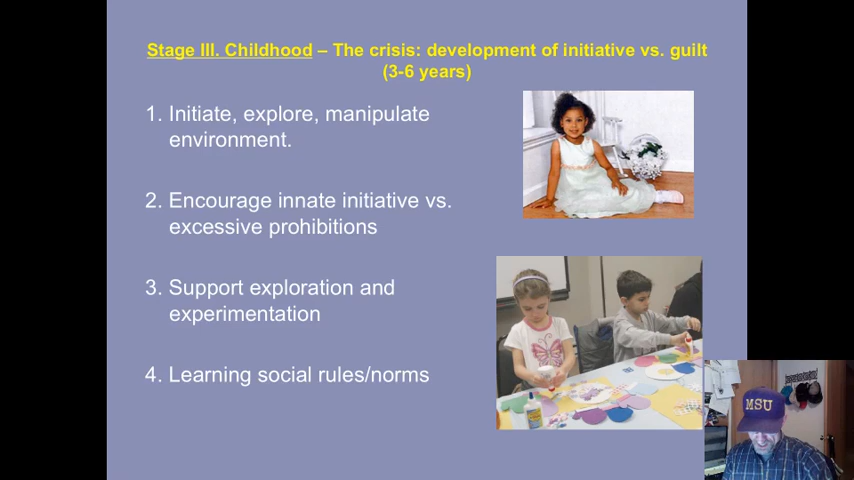 Stage III. Childhood – The crisis: development of initiative vs. guilt
(3-6 years)
1. Initiate, explore, manipulate
environment.
2. Encourage innate initiative vs.
excessive prohibitions
3. Support exploration and
experimentation
4. Learning social rules/norms
MSU